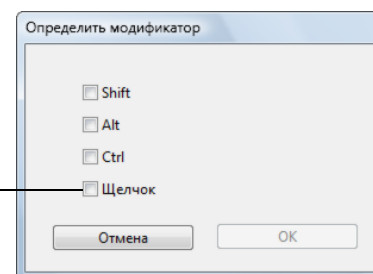 Определить модификатор
Shift
Alt
Ctrl
Щелчок
Отмена OK